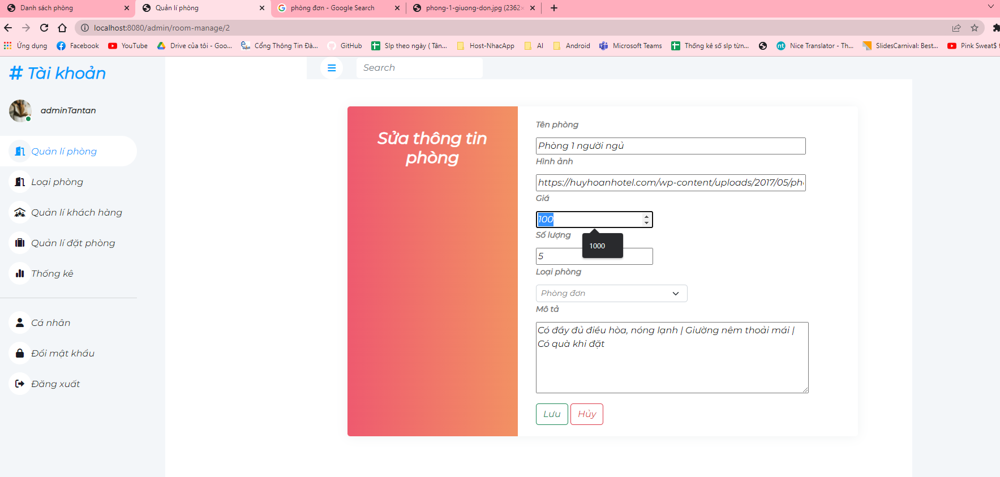 Danh sách phòng
Quản lí phòng
phòng đơn - Google Search
phong-1-giuong-don.jpg (2362×
localhost:8080/admin/room-manage/2
Ứng dụng
Facebook
YouTube
Drive của tôi - Goo...
Cổng Thông Tin Đà...
GitHub
Slp theo ngày ( Tân...
Host-NhacApp
AI
Android
Microsoft Teams
Thống kê số slp từn...
nt
Nice Translator - Th...
SlidesCarnival: Best...
Pink Sweat$ f
# Tài khoản
adminTantan
Quản lí phòng
Loại phòng
Quản lí khách hàng
Quản lí đặt phòng
Thống kê
Cá nhân
Đổi mật khẩu
Đăng xuất
Search
Sửa thông tin
phòng
Tên phòng
Phòng 1 người ngủ
Hình ảnh
https://huyhoanhotel.com/wp-content/uploads/2017/05/pho
Giá
100
1000
Số lượng
5
Loại phòng
Phòng đơn
Mô tả
Có đầy đủ điều hòa, nóng lạnh | Giường nêm thoải mái |
Có quà khi đặt
Lưu
Hủy